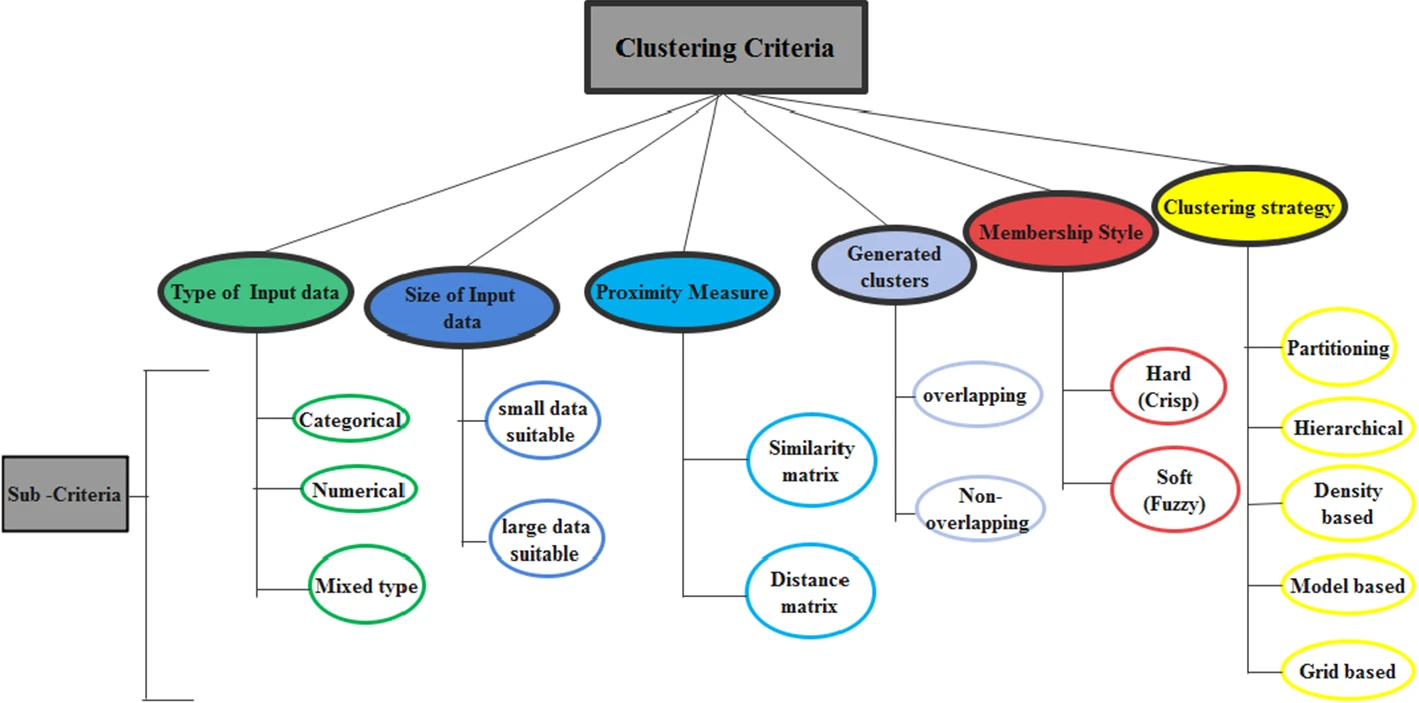 Clustering Criteria
Type of Input data
Size of Input
data
Proximity Measure
Generated
clusters
Membership Style
Clustering strategy
Sub -Criteria
Categorical
Numerical
Mixed type
small data
suitable
large data
suitable
Similarity
matrix
Distance
matrix
overlapping
Non-
overlapping
Hard
(Crisp)
Soft
(Fuzzy)
Partitioning
Hierarchical
Density
based
Model based
Grid based